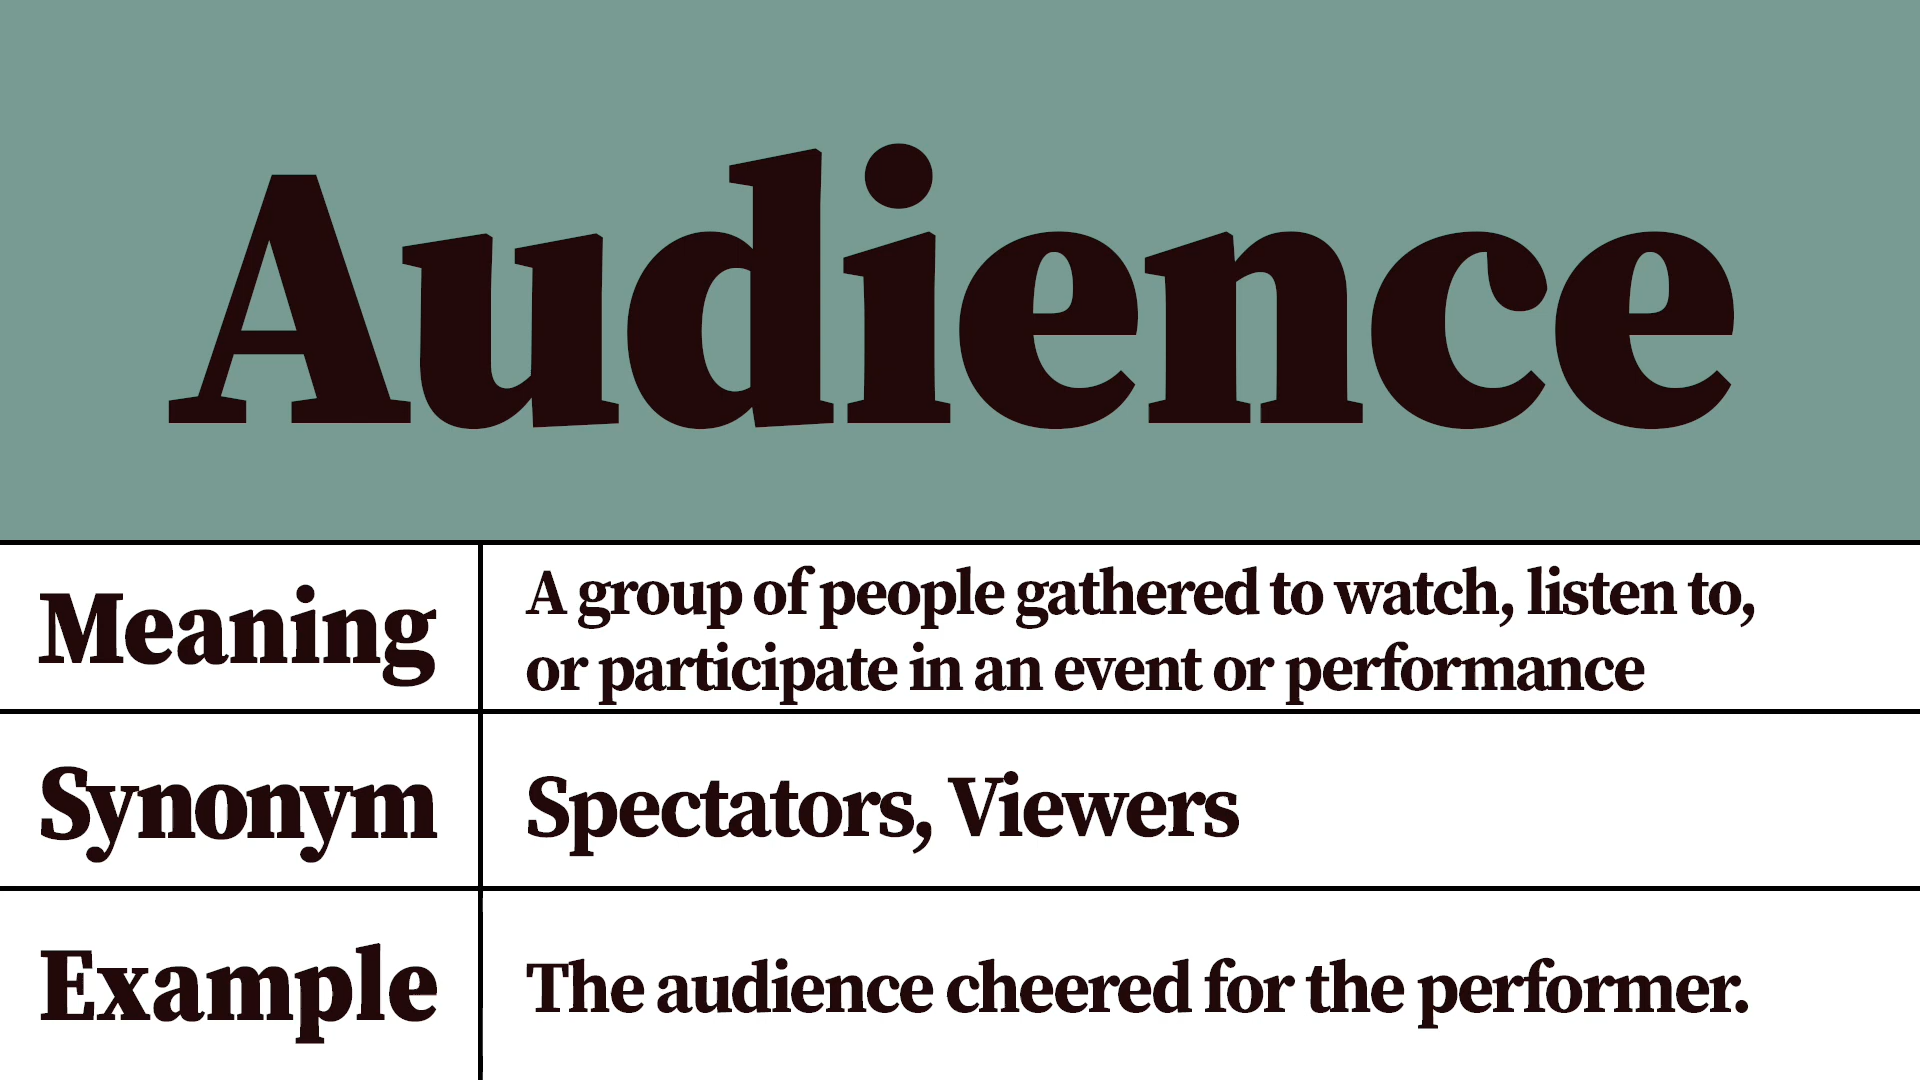 Audience
Meaning
A group of people gathered to watch, listen to,
or participate in an event or performance
Synonym
Spectators, Viewers
Example
The audience cheered for the performer.